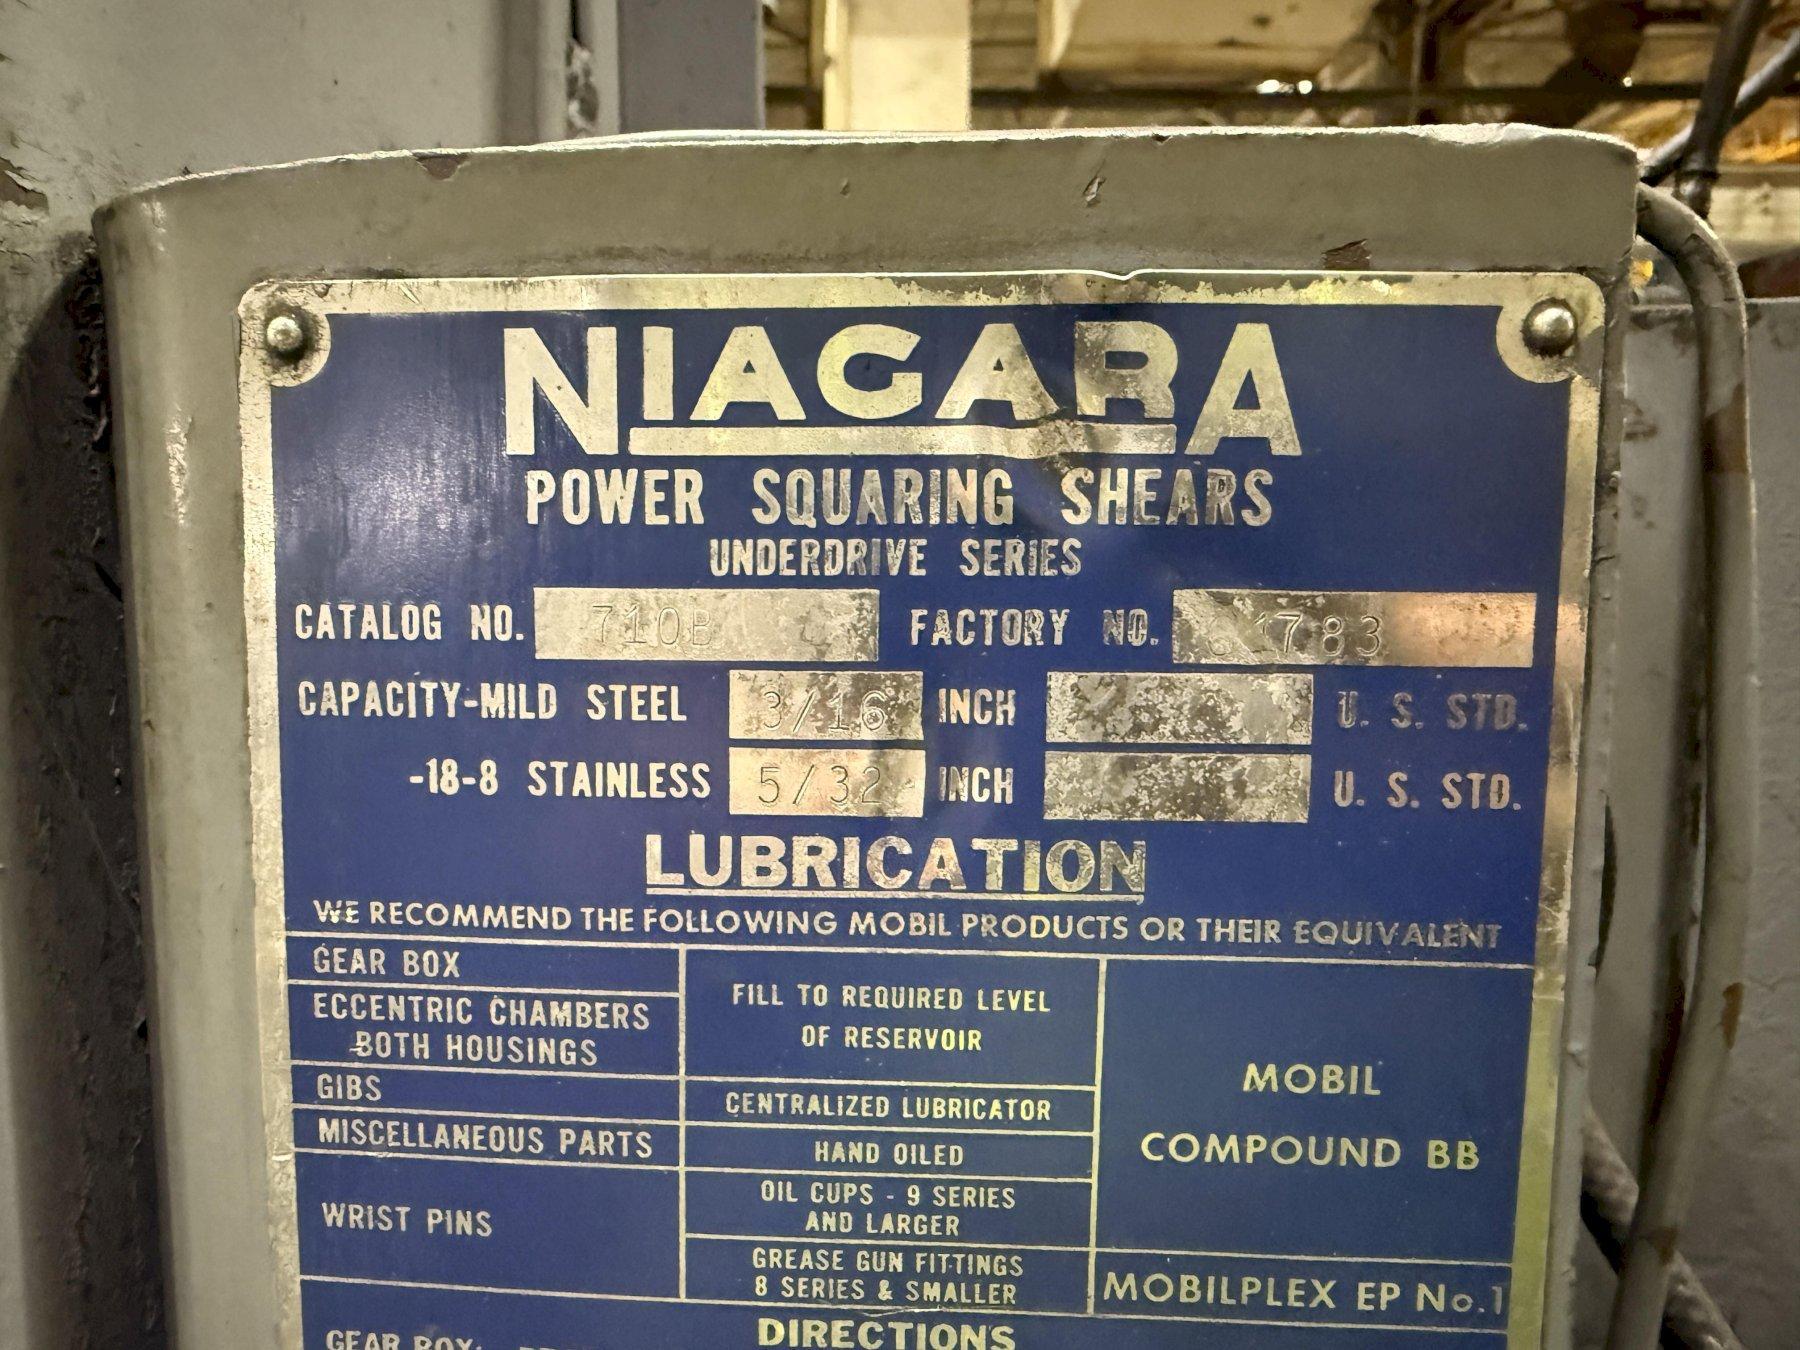 NIAGARA
POWER SQUARING SHEARS
UNDERDRIVE SERIES
CATALOG NO. 710B FACTORY NO. 61783
CAPACITY-MILD STEEL 3/16 INCH U. S. STD.
-18-8 STAINLESS 5/32 INCH U. S. STD.
LUBRICATION
WE RECOMMEND THE FOLLOWING MOBIL PRODUCTS OR THEIR EQUIVALENT
GEAR BOX
ECCENTRIC CHAMBERS
BOTH HOUSINGS
FILL TO REQUIRED LEVEL
OF RESERVOIR
GIBS
CENTRALIZED LUBRICATOR
MISCELLANEOUS PARTS
HAND OILED
WRIST PINS
OIL CUPS - 9 SERIES
AND LARGER
MOBIL
COMPOUND BB
GREASE GUN FITTINGS
8 SERIES & SMALLER
MOBILPLEX EP No.1
DIRECTIONS
GEAR BOX: